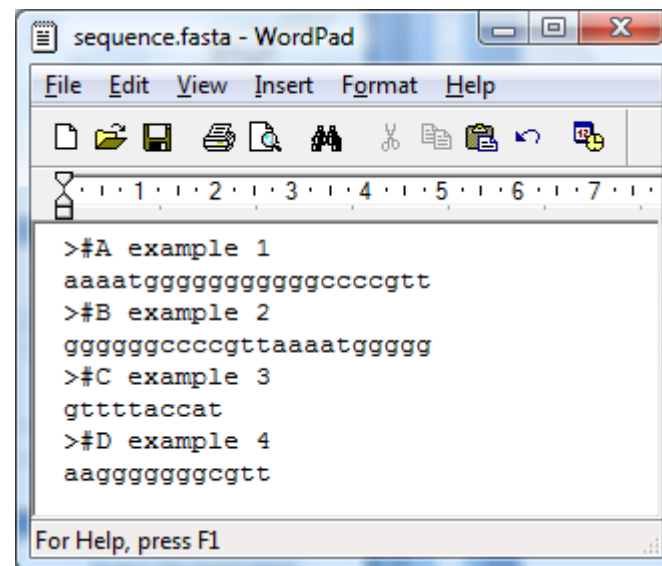 sequence.fasta - WordPad
File Edit View Insert Format Help
12
1 2 3 4 5 6 7
>#A example 1
aaaatgggggggggggccccgtt
>#B example 2
ggggggccccgttaaaatggggg
>#C example 3
gttttaccat
>#D example 4
aagggggggcgtt
For Help, press F1